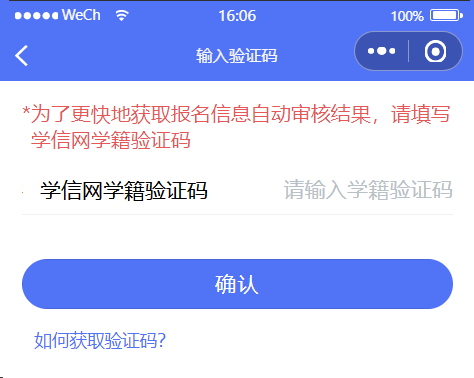 WeCh 16:06 100%
输入验证码
*为了更快地获取报名信息自动审核结果，请填写
学信网学籍验证码
学信网学籍验证码 请输入学籍验证码
确认
如何获取验证码?